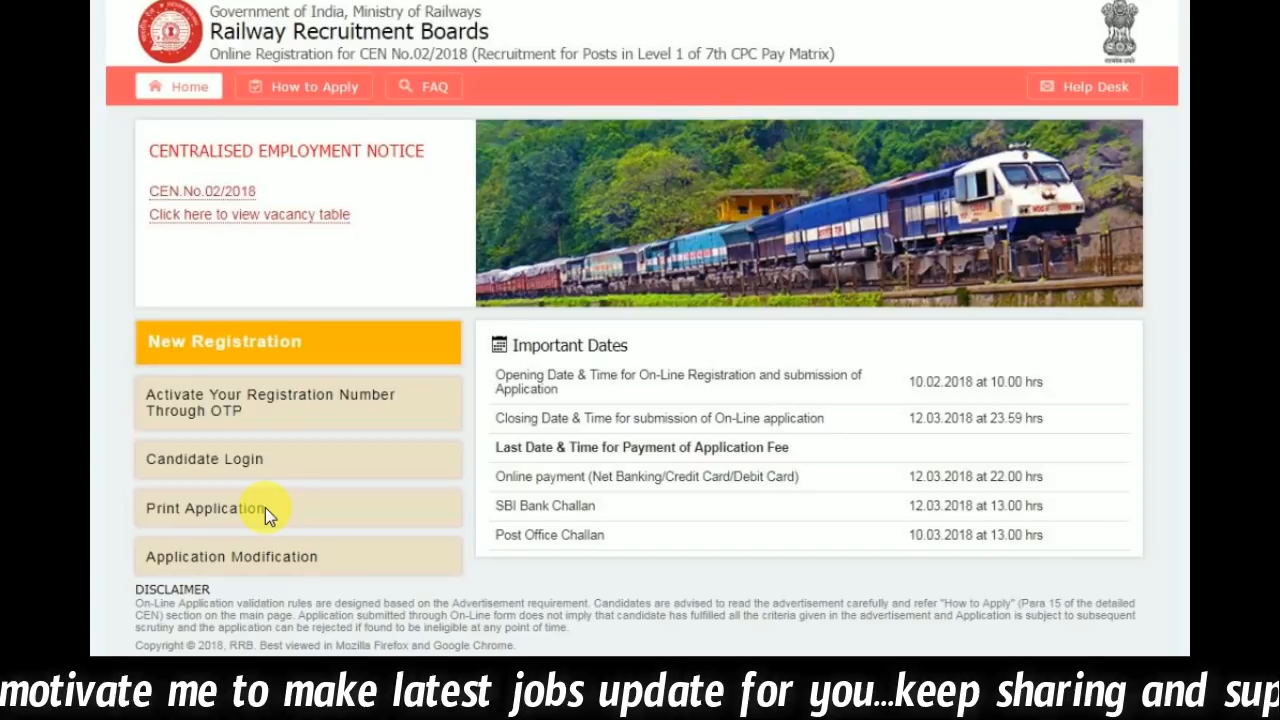 Government of India, Ministry of Railways
Railway Recruitment Boards
Online Registration for CEN No.02/2018 (Recruitment for Posts in Level 1 of 7th CPC Pay Matrix)
Home
How to Apply
FAQ
Help Desk
CENTRALISED EMPLOYMENT NOTICE
CEN.No.02/2018
Click here to view vacancy table
New Registration
Activate Your Registration Number
Through OTP
Candidate Login
Print Application
Application Modification
Important Dates
Opening Date & Time for On-Line Registration and submission of
Application
10.02.2018 at 10.00 hrs
Closing Date & Time for submission of On-Line application 12.03.2018 at 23.59 hrs
Last Date & Time for Payment of Application Fee
Online payment (Net Banking/Credit Card/Debit Card) 12.03.2018 at 22.00 hrs
SBI Bank Challan 12.03.2018 at 13.00 hrs
Post Office Challan 10.03.2018 at 13.00 hrs
DISCLAIMER
On-Line Application validation rules are designed based on the Advertisement requirement. Candidates are advised to read the advertisement carefully and refer "How to Apply" (Para 15 of the detailed
CEN) section on the main page. Application submitted through On-Line form does not imply that candidate has fulfilled all the criteria given in the advertisement and Application is subject to subsequent
scrutiny and the application can be rejected if found to be ineligible at any point of time.
Copyright © 2018, RRB. Best viewed in Mozilla Firefox and Google Chrome.
motivate me to make latest jobs update for you...keep sharing and sup